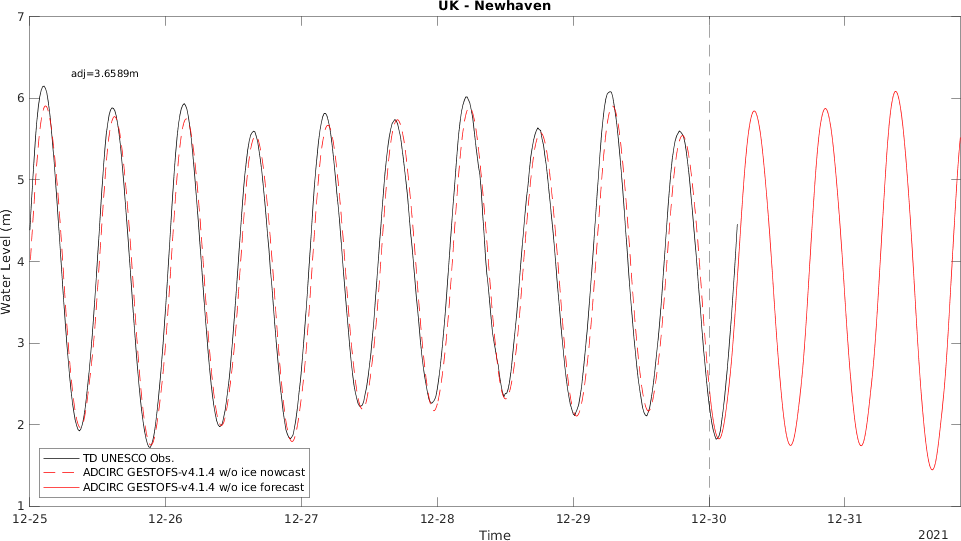 UK - Newhaven
adj=3.6589m
7
6
5
4
3
2
1
Water Level (m)
TD UNESCO Obs.
ADCIRC GESTOFS-v4.1.4 w/o ice nowcast
ADCIRC GESTOFS-v4.1.4 w/o ice forecast
12-25 12-26 12-27 12-28 12-29 12-30 12-31
Time
2021